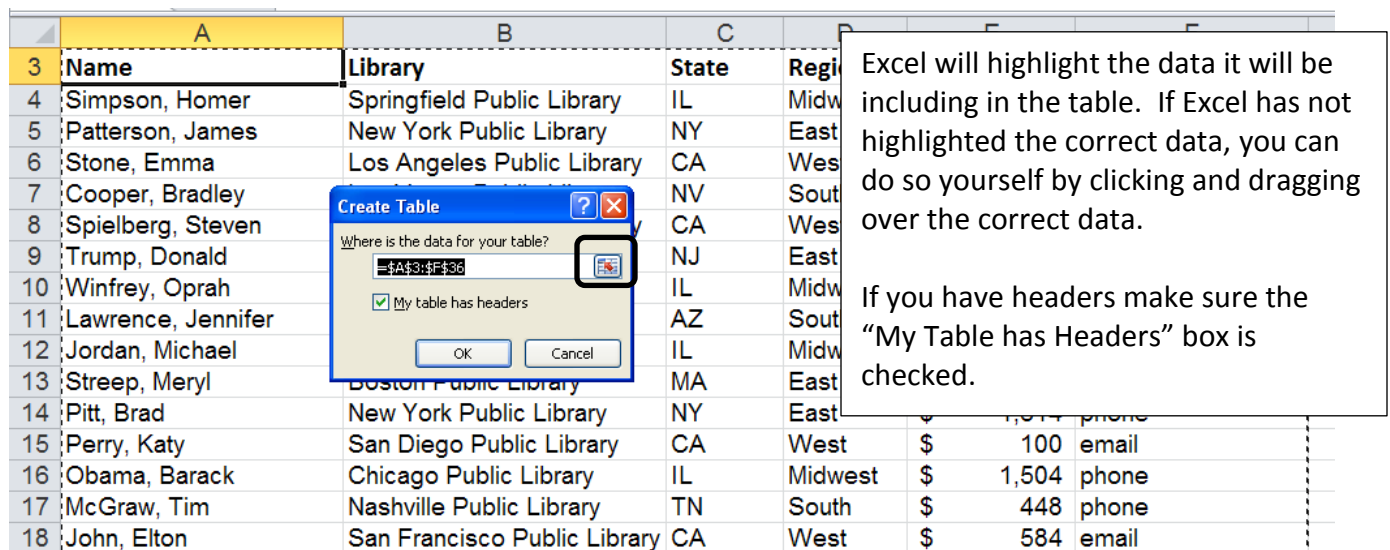 A B C
3 Name Library State
4 Simpson, Homer Springfield Public Library IL
5 Patterson, James New York Public Library NY East
6 Stone, Emma Los Angeles Public Library CA
7 Cooper, Bradley NV
8 Spielberg, Steven CA
9 Trump, Donald NJ East
10 Winfrey, Oprah IL
11 Lawrence, Jennifer AZ
12 Jordan, Michael IL
13 Streep, Meryl Boston Public Library MA East
14 Pitt, Brad New York Public Library NY East $ phone
15 Perry, Katy San Diego Public Library CA West $ 100 email
16 Obama, Barack Chicago Public Library IL Midwest $ 1,504 phone
17 McGraw, Tim Nashville Public Library TN South $ 448 phone
18 John, Elton San Francisco Public Library CA West $ 584 email
Create Table
Where is the data for your table?
=$A$3:$F$36
My table has headers
OK Cancel
Excel will highlight the data it will be
including in the table. If Excel has not
highlighted the correct data, you can
do so yourself by clicking and dragging
over the correct data.
If you have headers make sure the
“My Table has Headers” box is
checked.